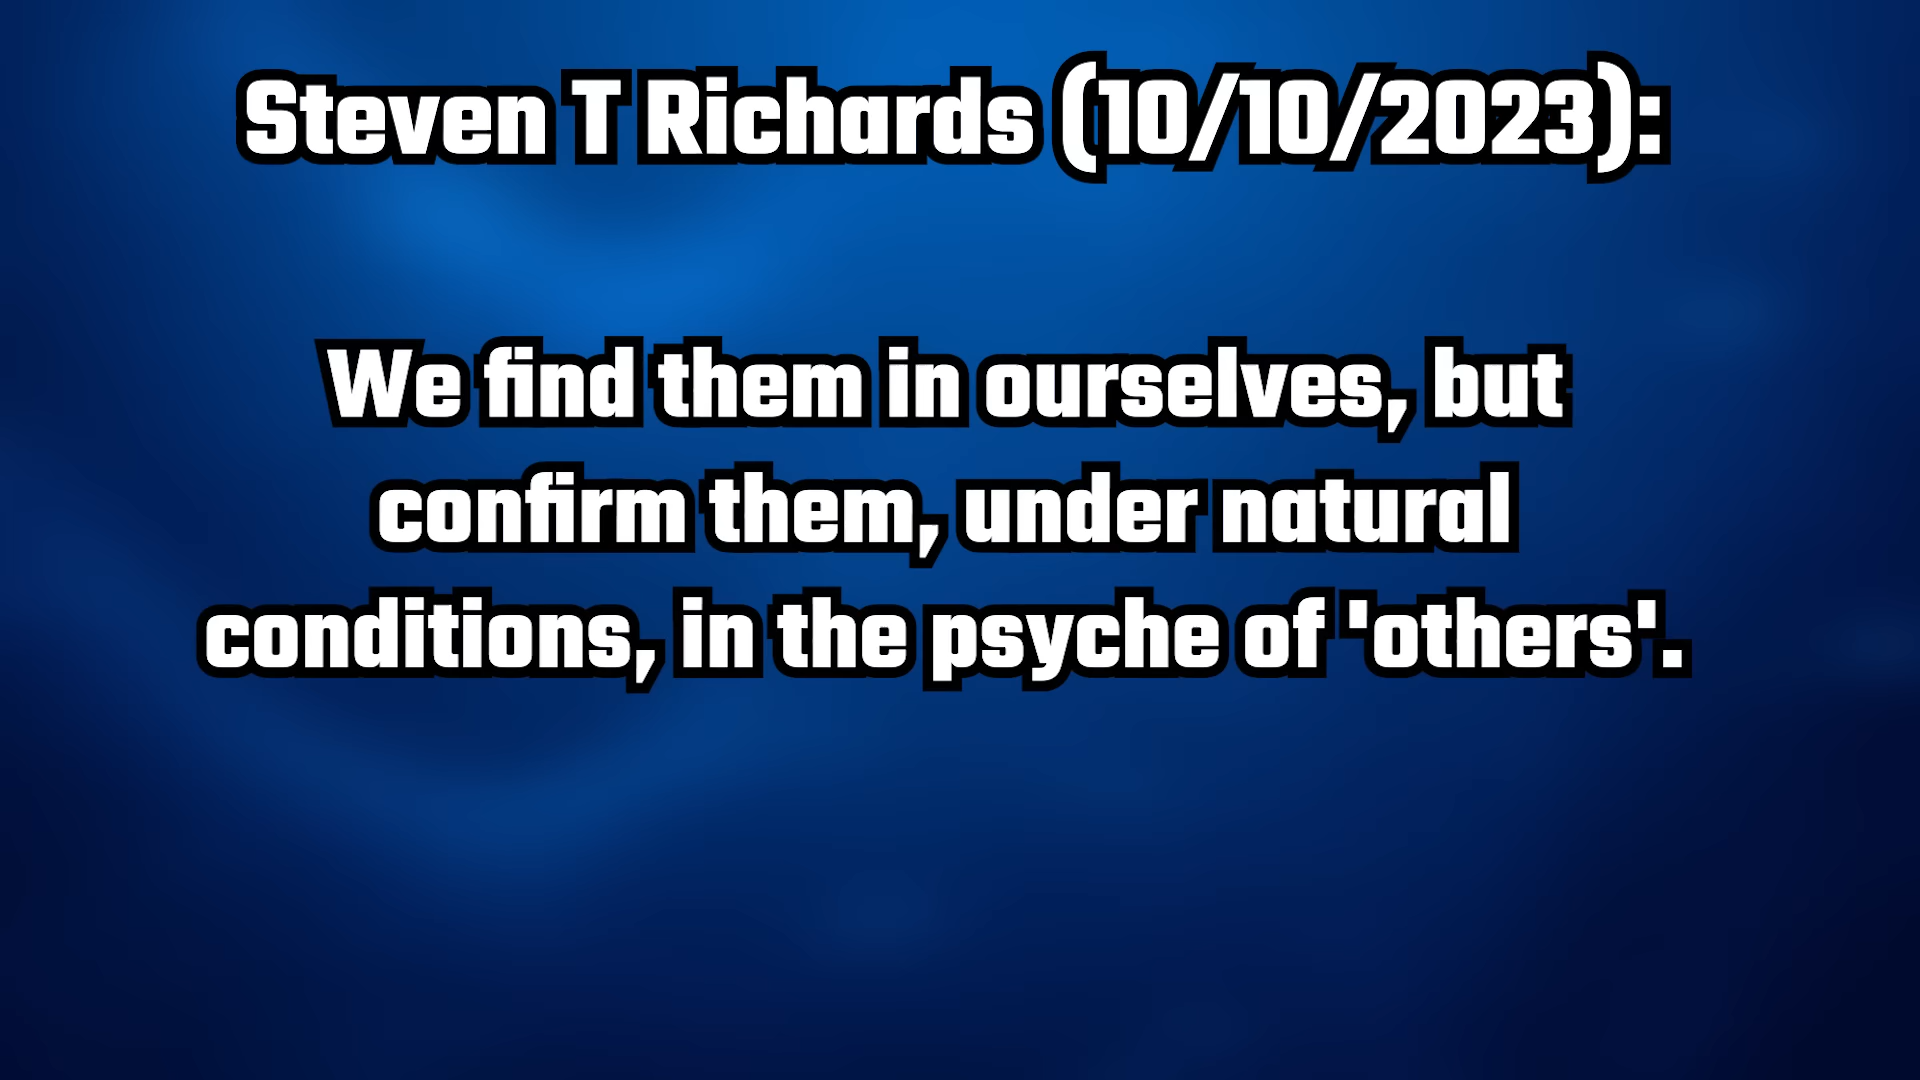 Steven T Richards (10/10/2023):
We find them in ourselves, but
confirm them, under natural
conditions, in the psyche of 'others'.